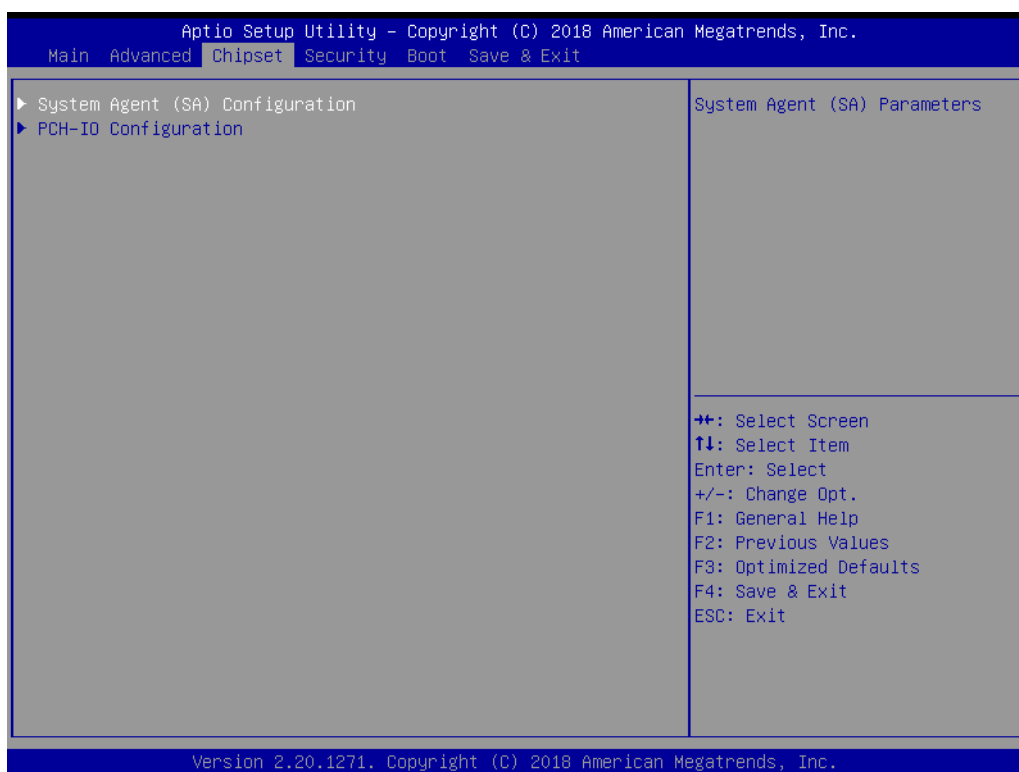 Aptio Setup Utility – Copyright (C) 2018 American Megatrends, Inc.
Main Advanced Chipset Security Boot Save & Exit
▶ System Agent (SA) Configuration
▶ PCH-IO Configuration
System Agent (SA) Parameters
→←: Select Screen
↑↓: Select Item
Enter: Select
+/-: Change Opt.
F1: General Help
F2: Previous Values
F3: Optimized Defaults
F4: Save & Exit
ESC: Exit
Version 2.20.1271. Copyright (C) 2018 American Megatrends, Inc.